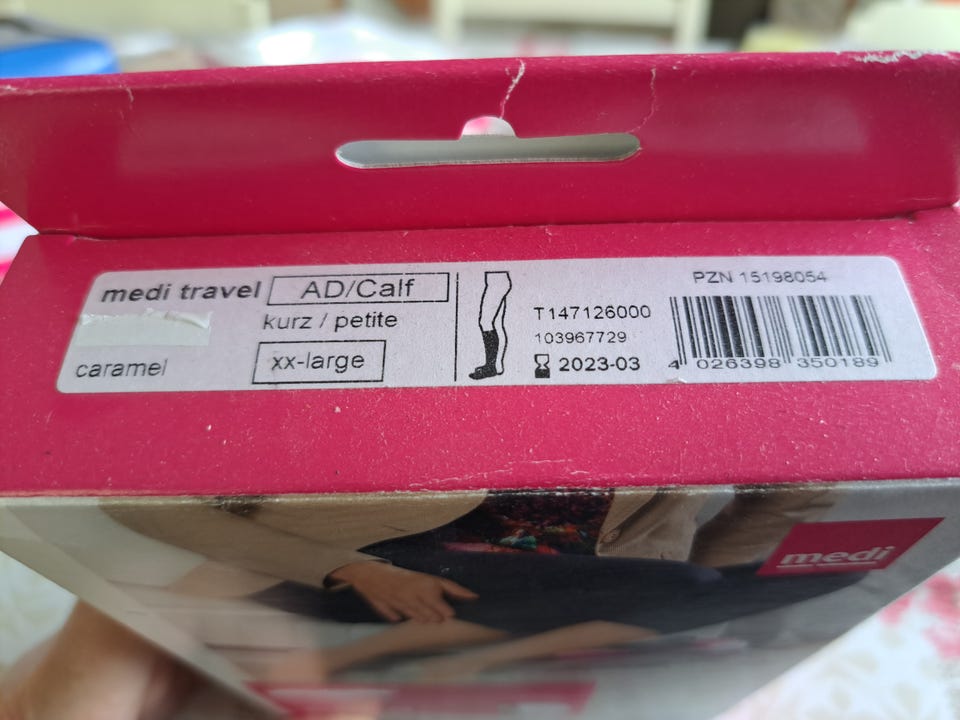 medi travel AD/Calf
kurz / petite
caramel xx-large
T147126000
103967729
2023-03
PZN 15198054
4 026398 350189
medi